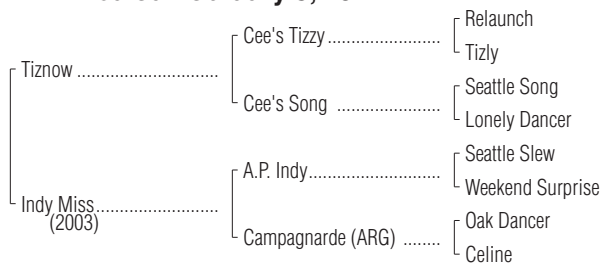 Relaunch
Cee's Tizzy
Tizly
Tiznow
Seattle Song
Cee's Song
Lonely Dancer
Seattle Slew
A.P. Indy
Weekend Surprise
Indy Miss
(2003)
Oak Dancer
Campagnarde (ARG)
Celine